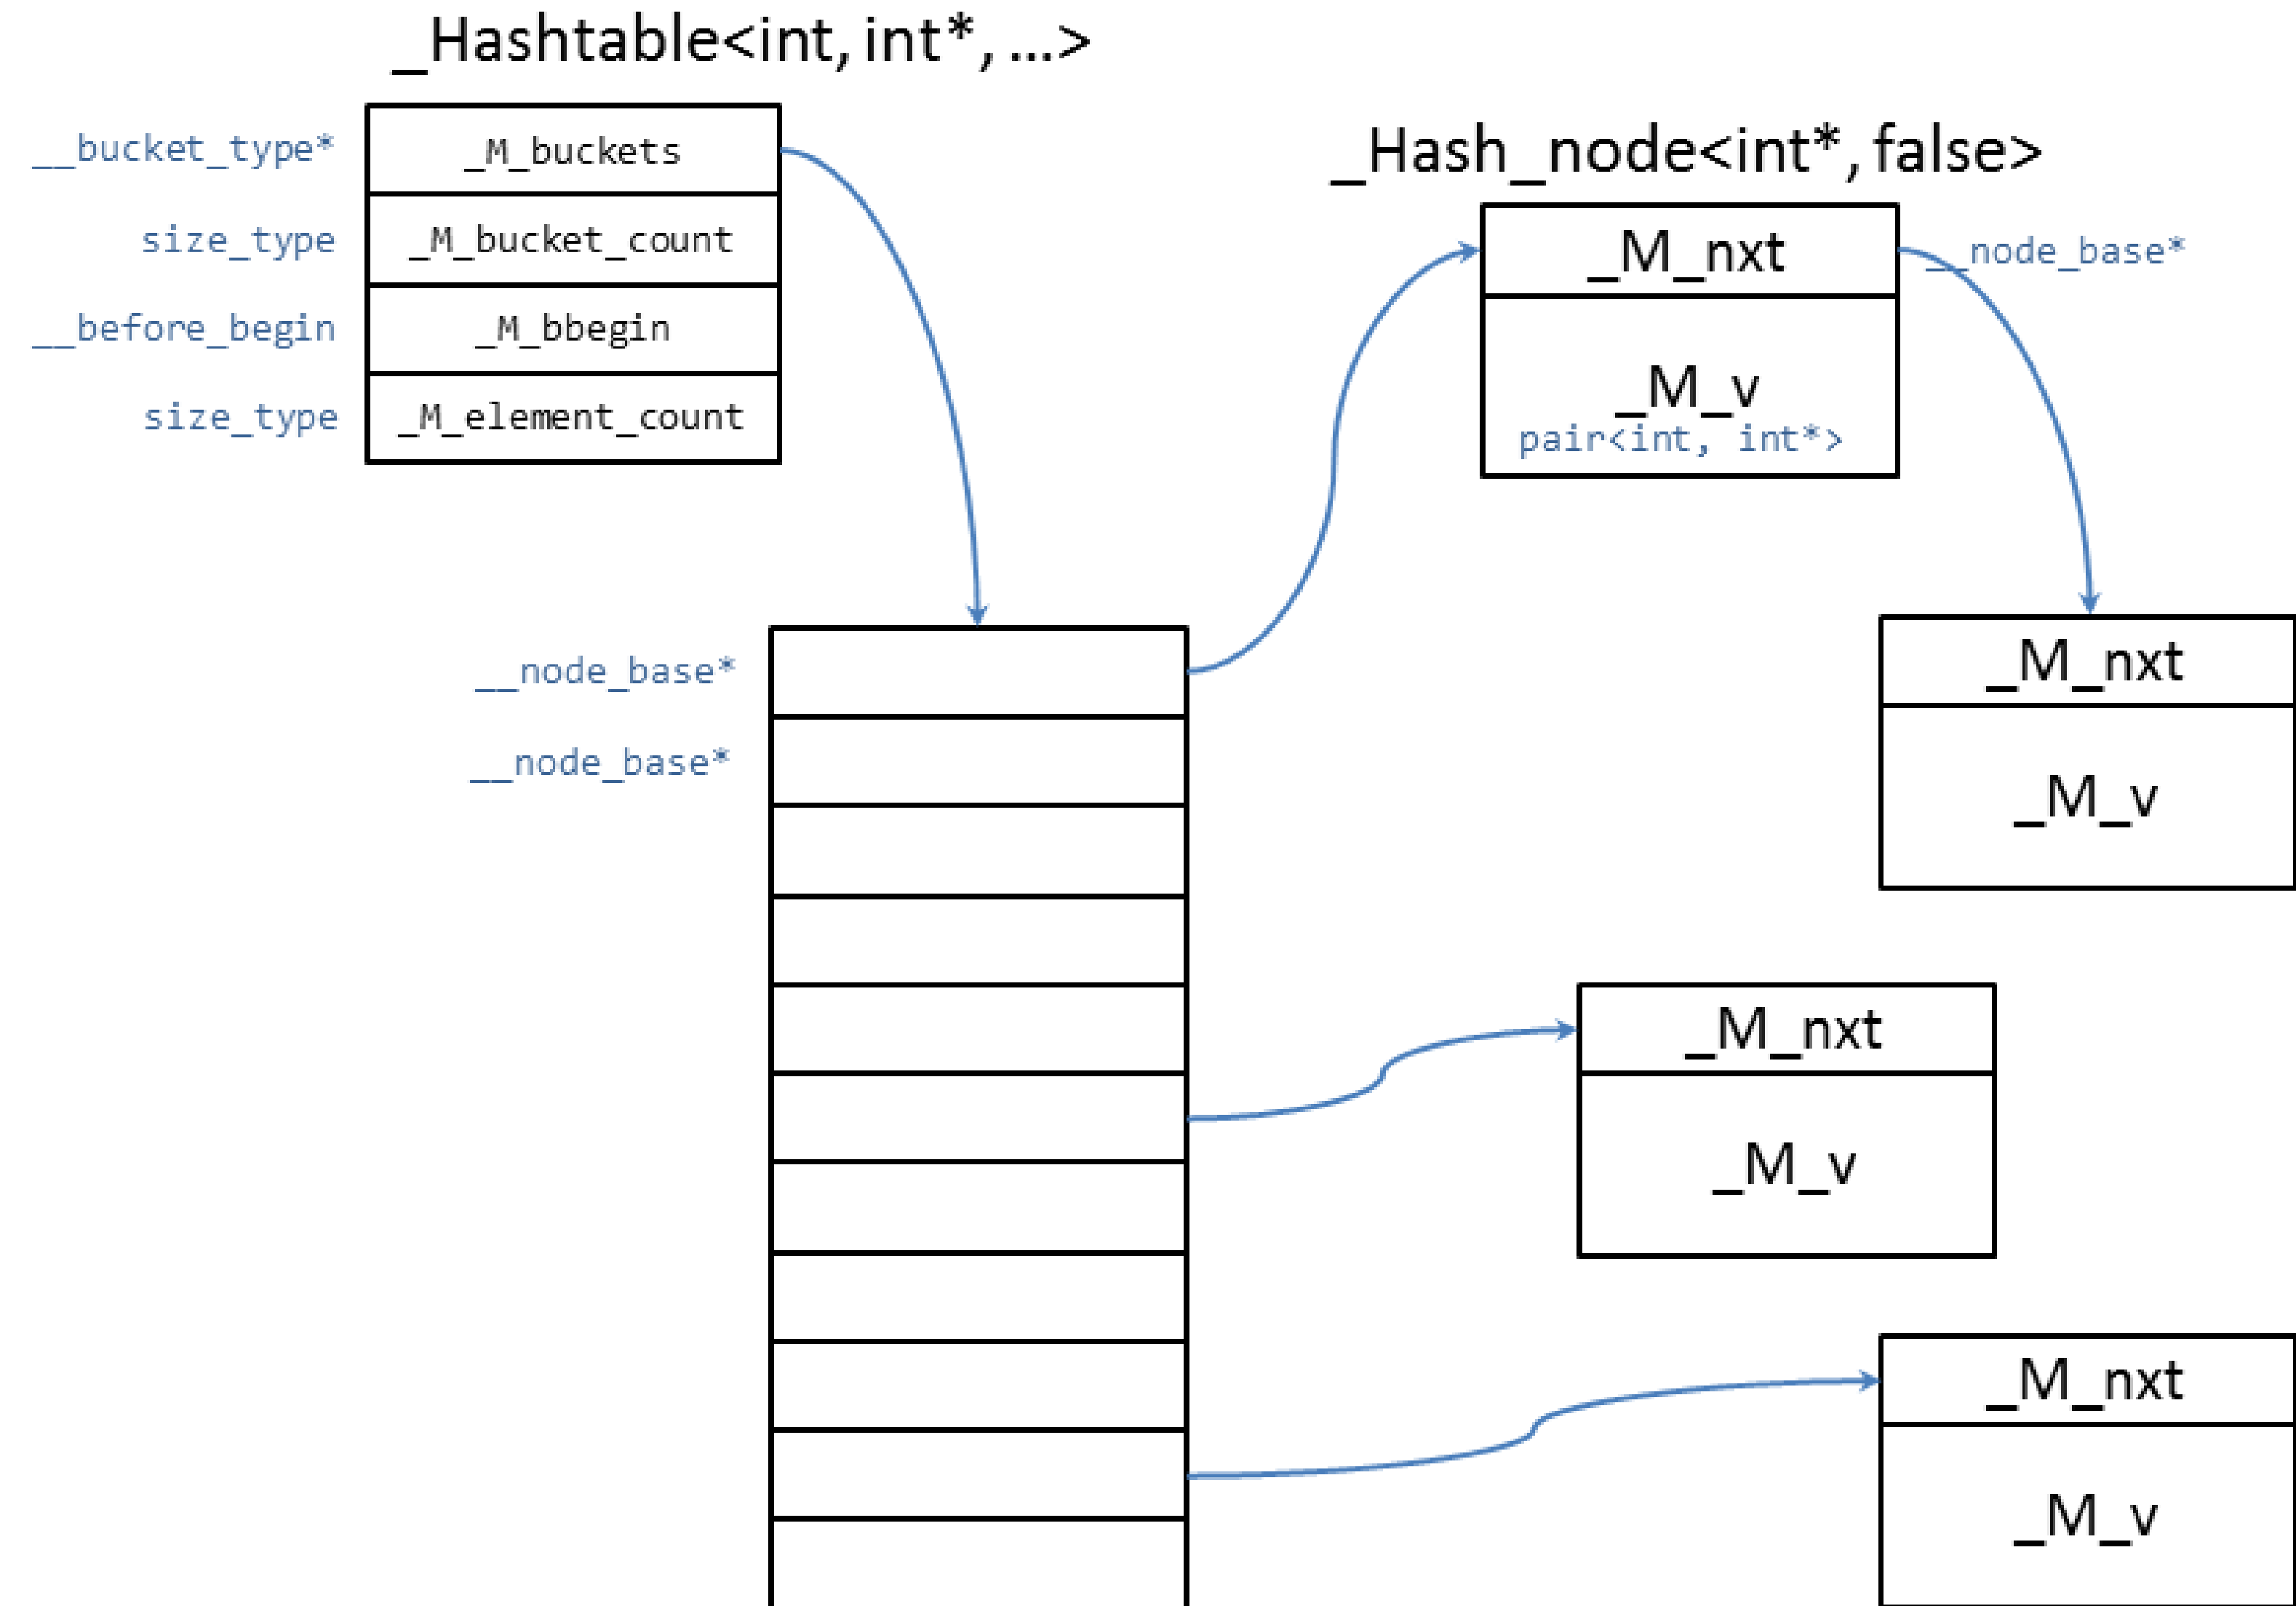 _Hashtable<int, int*, ...>
__bucket_type*
_M_buckets
size_type
_M_bucket_count
__before_begin
_M_bbegin
size_type
_M_element_count
_Hash_node<int*, false>
_M_nxt
__node_base*
_M_v
pair<int, int*>
__node_base*
__node_base*
_M_nxt
_M_v
_M_nxt
_M_v
_M_nxt
_M_v